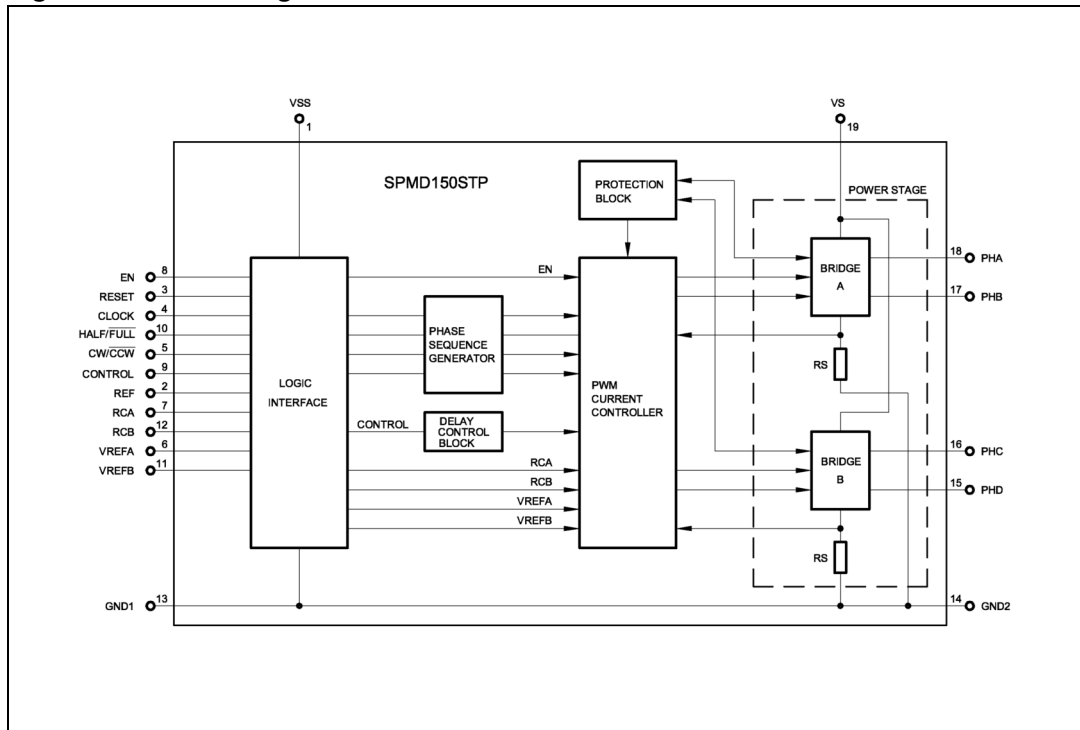 VSS
1
VS
19
SPMD150STP
PROTECTION
BLOCK
POWER STAGE
EN 8
RESET 3
CLOCK 4
HALF/FULL 10
CW/CCW 5
CONTROL 9
REF 2
RCA 7
RCB 12
VREFA 6
VREFB 11
LOGIC
INTERFACE
EN
PHASE
SEQUENCE
GENERATOR
CONTROL
DELAY
CONTROL
BLOCK
RCA
RCB
VREFA
VREFB
PWM
CURRENT
CONTROLLER
BRIDGE
A
RS
BRIDGE
B
RS
18 PHA
17 PHB
16 PHC
15 PHD
GND1 13
14 GND2